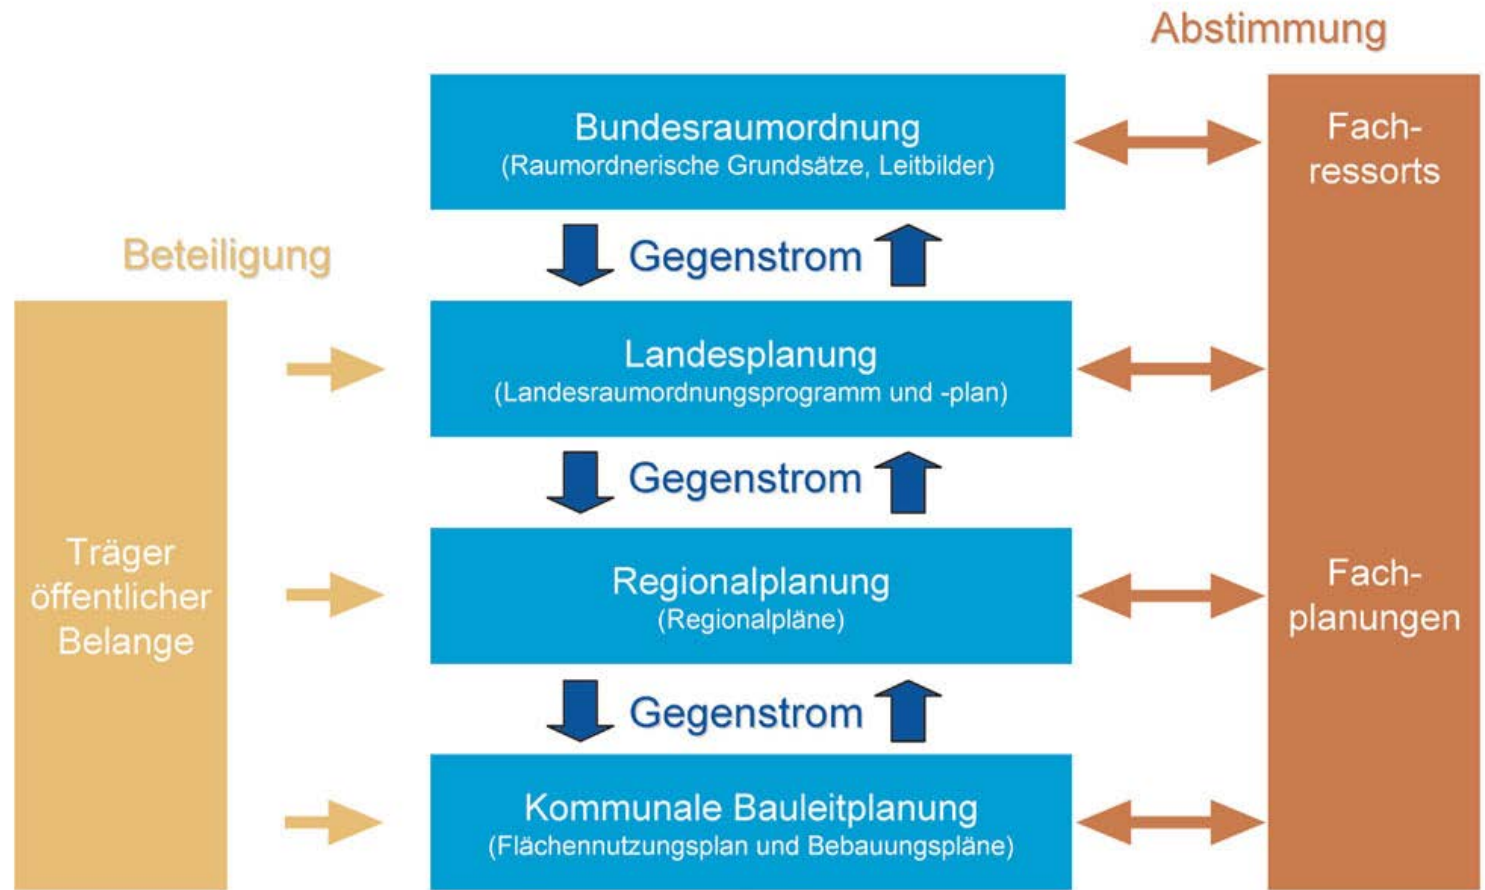 Abstimmung
Bundesraumordnung
(Raumordnerische Grundsätze, Leitbilder)
Fach-
ressorts
Beteiligung
Gegenstrom
Landesplanung
(Landesraumordnungsprogramm und -plan)
Gegenstrom
Träger
öffentlicher
Belange
Regionalplanung
(Regionalpläne)
Fach-
planungen
Gegenstrom
Kommunale Bauleitplanung
(Flächennutzungsplan und Bebauungspläne)